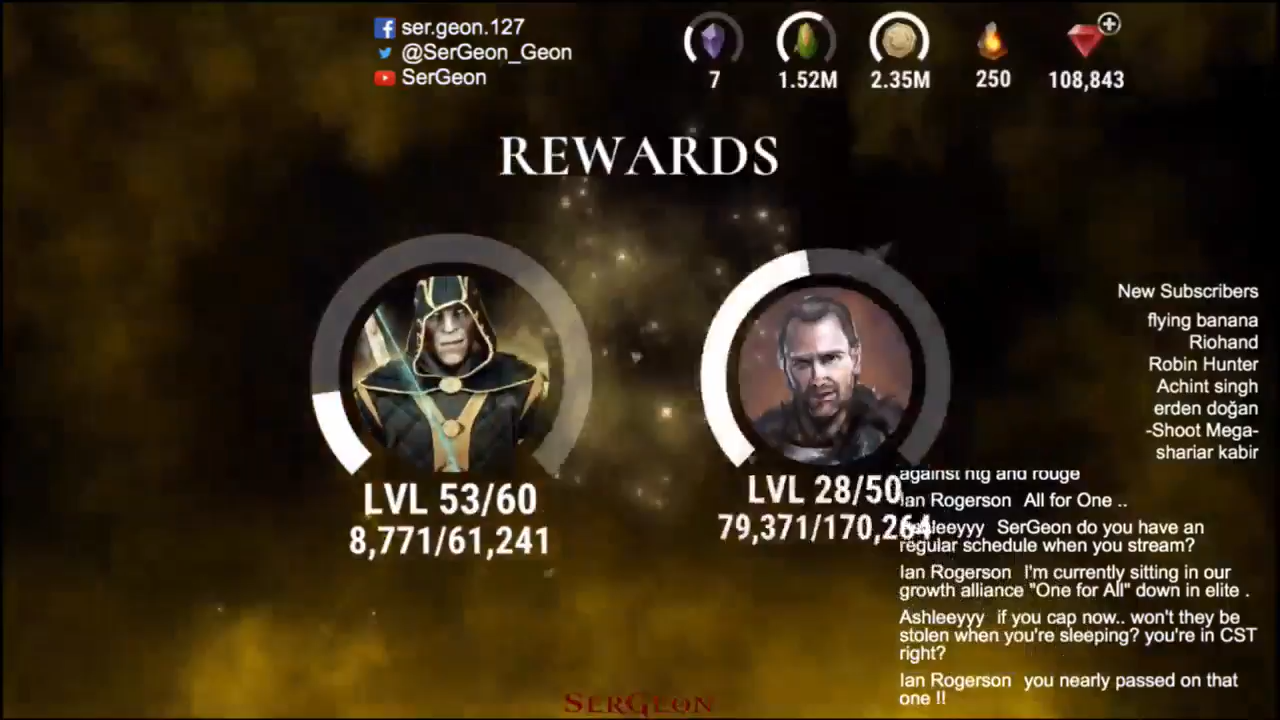 ser.geon.127
@SerGeon_Geon
SerGeon
7
1.52M
2.35M
250
108,843
REWARDS
LVL 53/60
8,771/61,241
LVL 28/50
79,371/170,264
New Subscribers
flying banana
Riohand
Robin Hunter
Achint singh
erden doğan
-Shoot Mega-
shariar kabir
against htg and rouge
Ian Rogerson All for One ..
Ashleeyyy SerGeon do you have an
regular schedule when you stream?
Ian Rogerson I'm currently sitting in our
growth alliance "One for All" down in elite .
Ashleeyyy if you cap now.. won't they be
stolen when you're sleeping? you're in CST
right?
Ian Rogerson you nearly passed on that
one !!
SERGEON